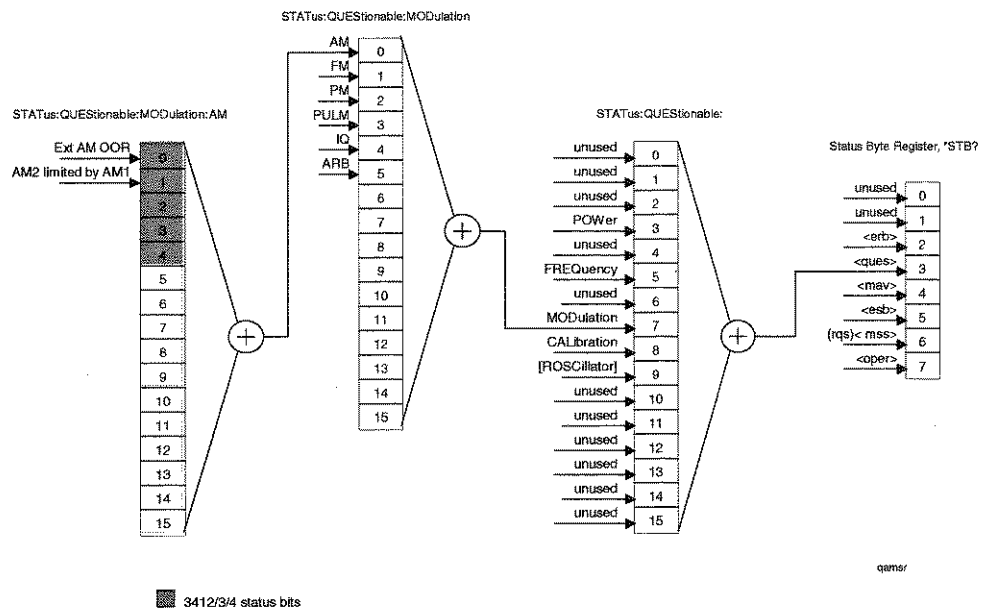 STATus:QUEStionable:MODulation
AM
FM
PM
PULM
IQ
ARB
0
1
2
3
4
5
6
7
8
9
10
11
12
13
14
15
STATus:QUEStionable:MODulation:AM
Ext AM OOR
AM2 limited by AM1
0
1
2
3
4
5
6
7
8
9
10
11
12
13
14
15
STATus:QUEStionable:
unused 0
unused 1
unused 2
POWer 3
unused 4
FREQuency 5
unused 6
MODulation 7
CALibration 8
[ROSCillator] 9
unused 10
unused 11
unused 12
unused 13
unused 14
unused 15
Status Byte Register, *STB?
unused 0
unused 1
<erb> 2
<ques> 3
<mav> 4
<esb> 5
(rqs)< mss> 6
<oper> 7
qamsr
3412/3/4 status bits